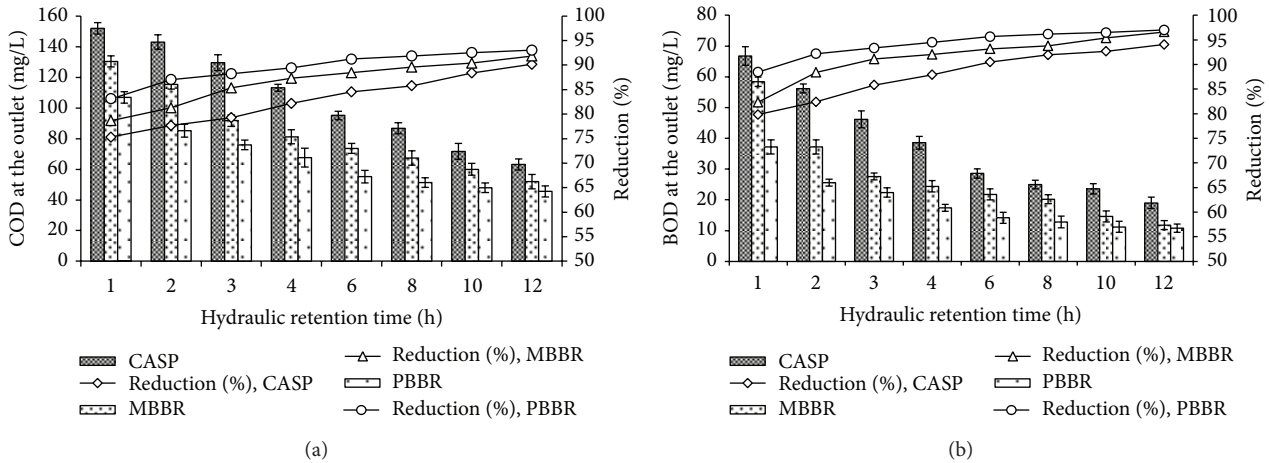 COD at the outlet (mg/L)
160
140
120
100
80
60
40
20
0
100
95
90
85
80
75
70
65
60
55
50
Reduction (%)
1 2 3 4 6 8 10 12
Hydraulic retention time (h)
CASP
Reduction (%), CASP
MBBR
Reduction (%), MBBR
PBBR
Reduction (%), PBBR
(a)
BOD at the outlet (mg/L)
80
70
60
50
40
30
20
10
0
100
95
90
85
80
75
70
65
60
55
50
Reduction (%)
1 2 3 4 6 8 10 12
Hydraulic retention time (h)
CASP
Reduction (%), CASP
MBBR
Reduction (%), MBBR
PBBR
Reduction (%), PBBR
(b)